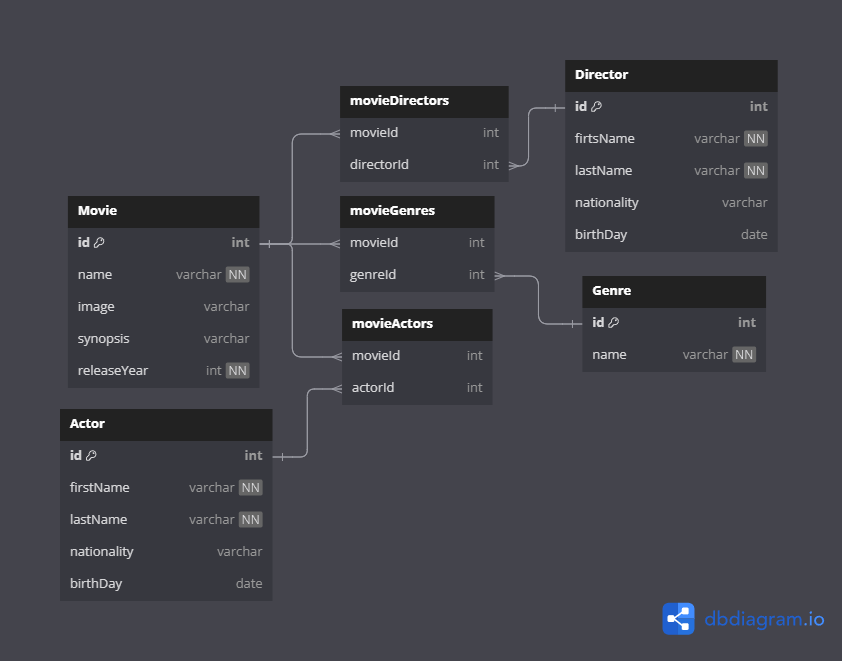 Movie
id int
name varchar NN
image varchar
synopsis varchar
releaseYear int NN
Actor
id int
firstName varchar NN
lastName varchar NN
nationality varchar
birthDay date
movieDirectors
movieId int
directorId int
movieGenres
movieId int
genreId int
movieActors
movieId int
actorId int
Director
id int
firtsName varchar NN
lastName varchar NN
nationality varchar
birthDay date
Genre
id int
name varchar NN
dbdiagram.io